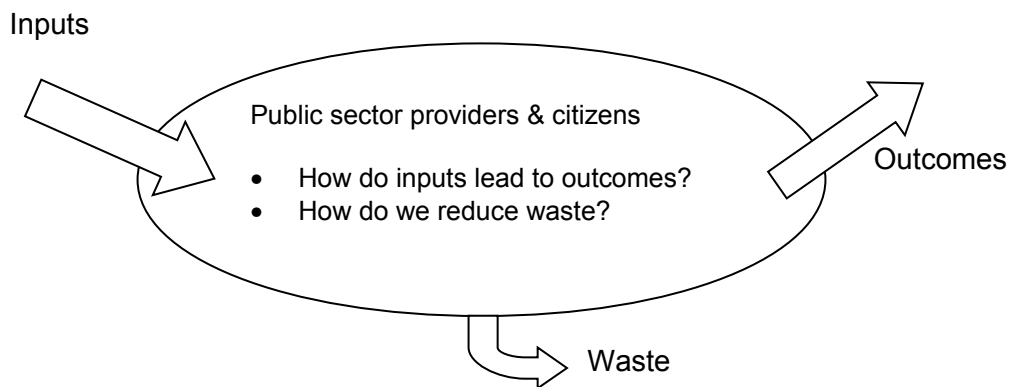 Inputs
Public sector providers & citizens
• How do inputs lead to outcomes?
• How do we reduce waste?
Outcomes
Waste